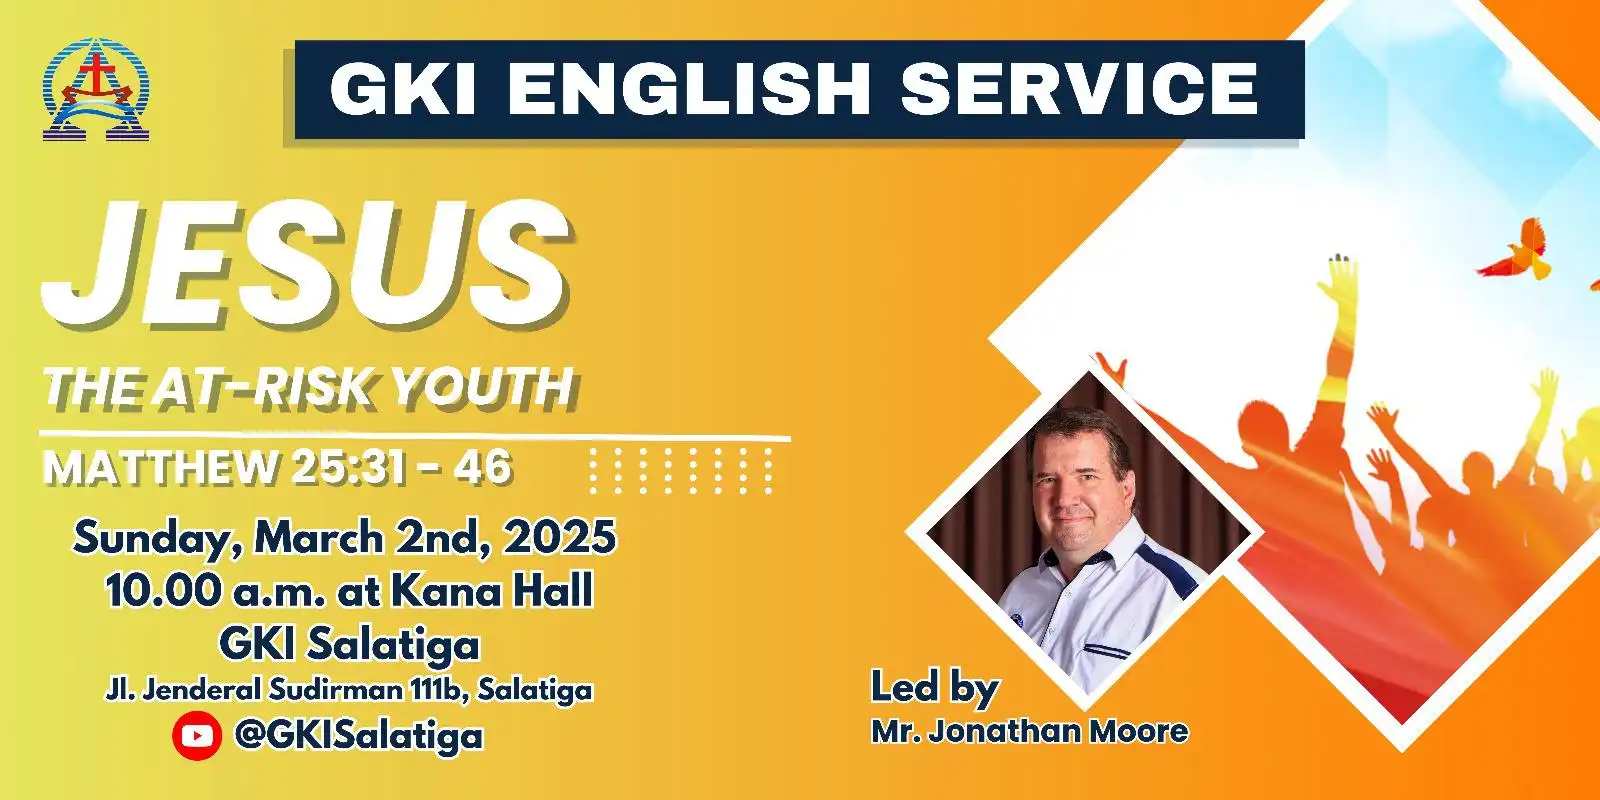 GKI ENGLISH SERVICE
JESUS
THE AT-RISK YOUTH
MATTHEW 25:31 - 46
Sunday, March 2nd, 2025
10.00 a.m. at Kana Hall
GKI Salatiga
Jl. Jenderal Sudirman 111b, Salatiga
@GKISalatiga
Led by
Mr. Jonathan Moore